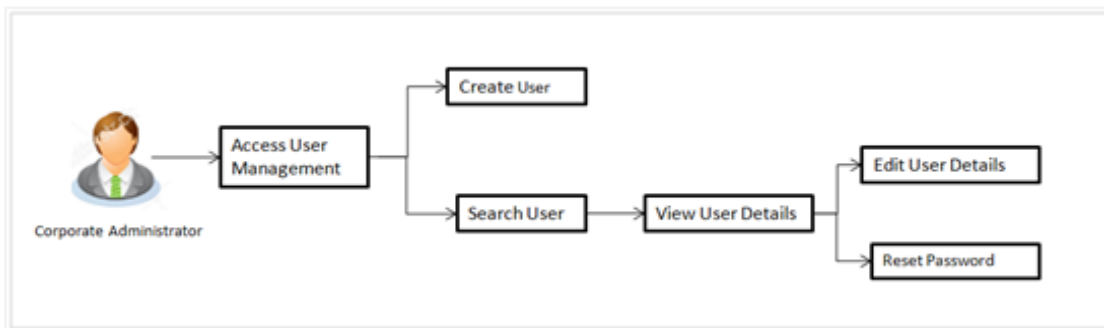 Create User
Access User
Management
Edit User Details
Search User
View User Details
Corporate Administrator
Reset Password